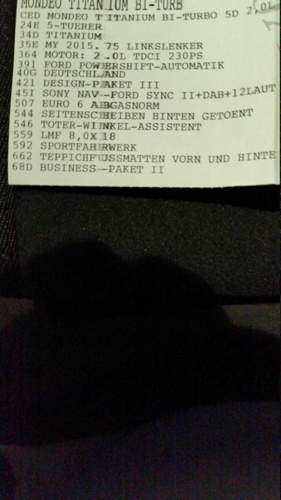 MONDEO TITANIUM BI-TURB
CED MONDEO TITANIUM BI-TURBO 5D 2.0L
24E 5-TUERER
34D TITANIUM
35E MY 2015.75 LINKSLENKER
364 MOTOR: 2.0L TDCI 230PS
391 FORD POWERSHIFT-AUTOMATIK
40G DEUTSCHLAND
421 DESIGN-PAKET III
45I SONY NAV.-FORD SYNC II+DAB+12LAUT
507 EURO 6 ABGASNORM
544 SEITENSCHEIBEN HINTEN GETOENT
546 TOTER-WINKEL-ASSISTENT
559 LMF 8,0X18
592 SPORTFAHRWERK
662 TEPPICHFUSSMATTEN VORN UND HINTE
68D BUSINESS-PAKET II